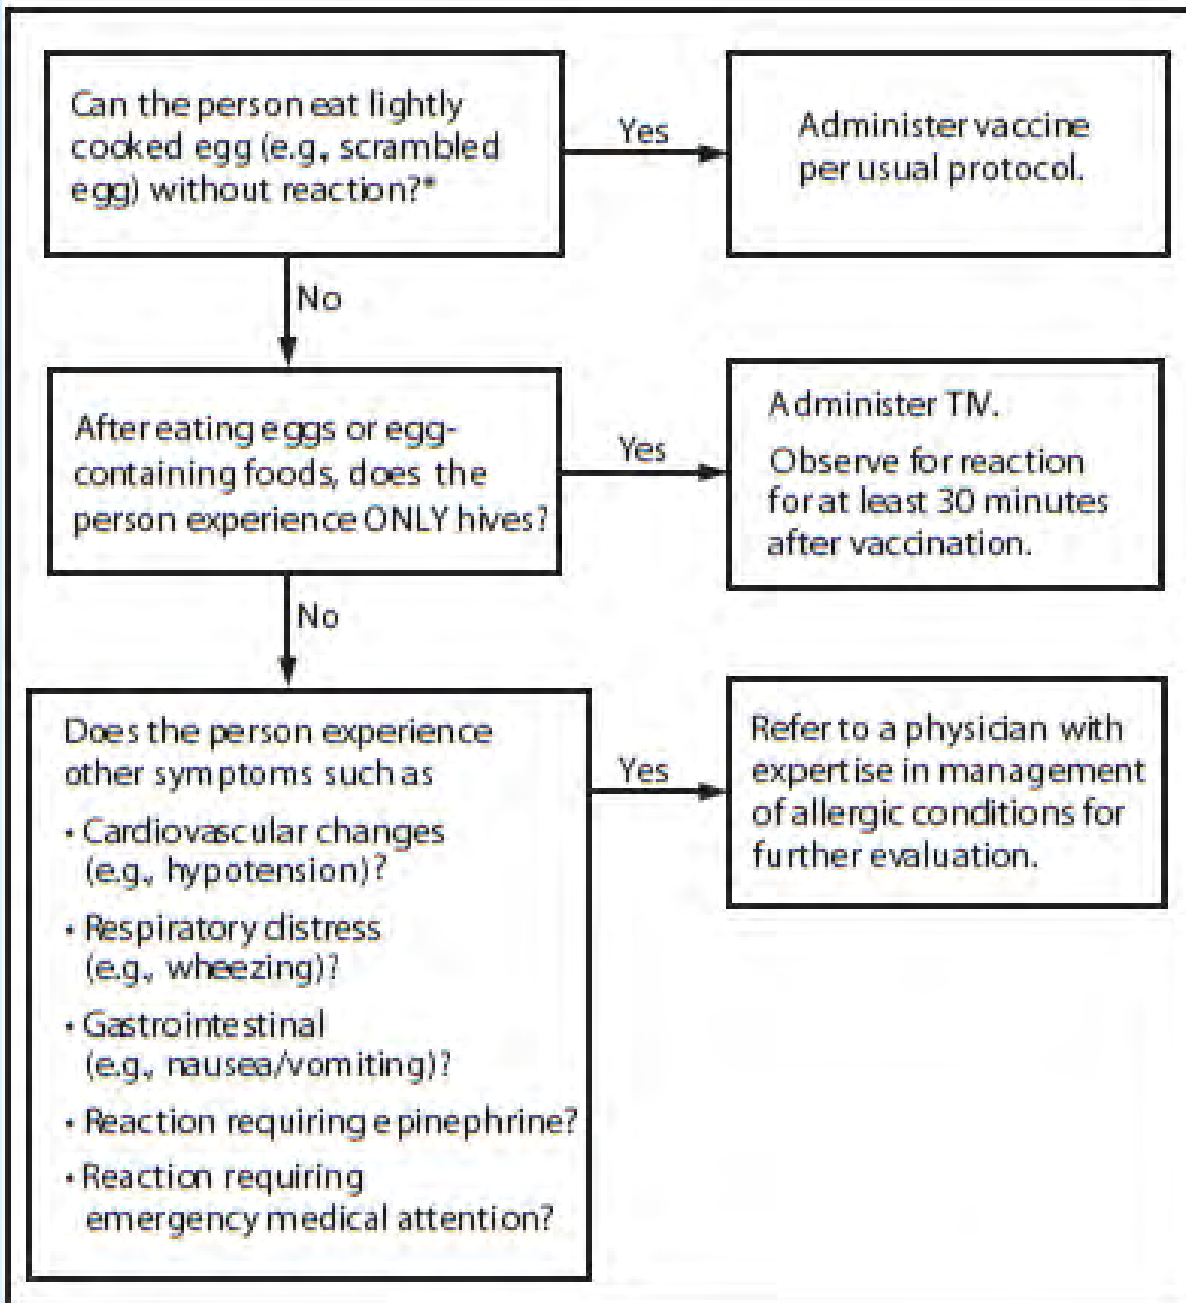 Can the person eat lightly
cooked egg (e.g., scrambled
egg) without reaction?*
Yes
Administer vaccine
per usual protocol.
No
After eating eggs or egg-
containing foods, does the
person experience ONLY hives?
Yes
Administer TIV.
Observe for reaction
for at least 30 minutes
after vaccination.
No
Does the person experience
other symptoms such as
• Cardiovascular changes
(e.g., hypotension)?
• Respiratory distress
(e.g., wheezing)?
• Gastrointestinal
(e.g., nausea/vomiting)?
• Reaction requiring epinephrine?
• Reaction requiring
emergency medical attention?
Yes
Refer to a physician with
expertise in management
of allergic conditions for
further evaluation.